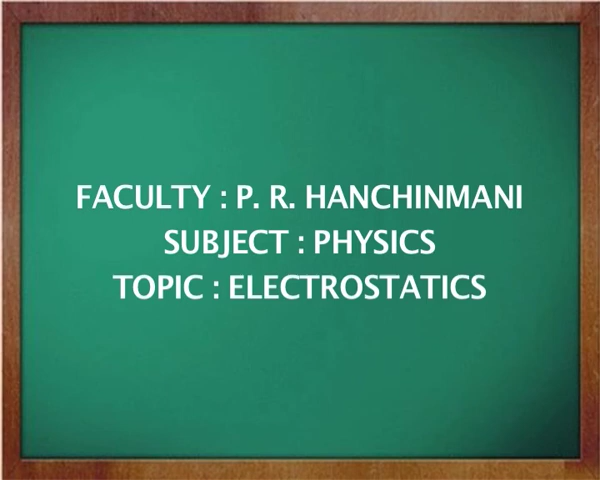 FACULTY : P. R. HANCHINMANI
SUBJECT : PHYSICS
TOPIC : ELECTROSTATICS